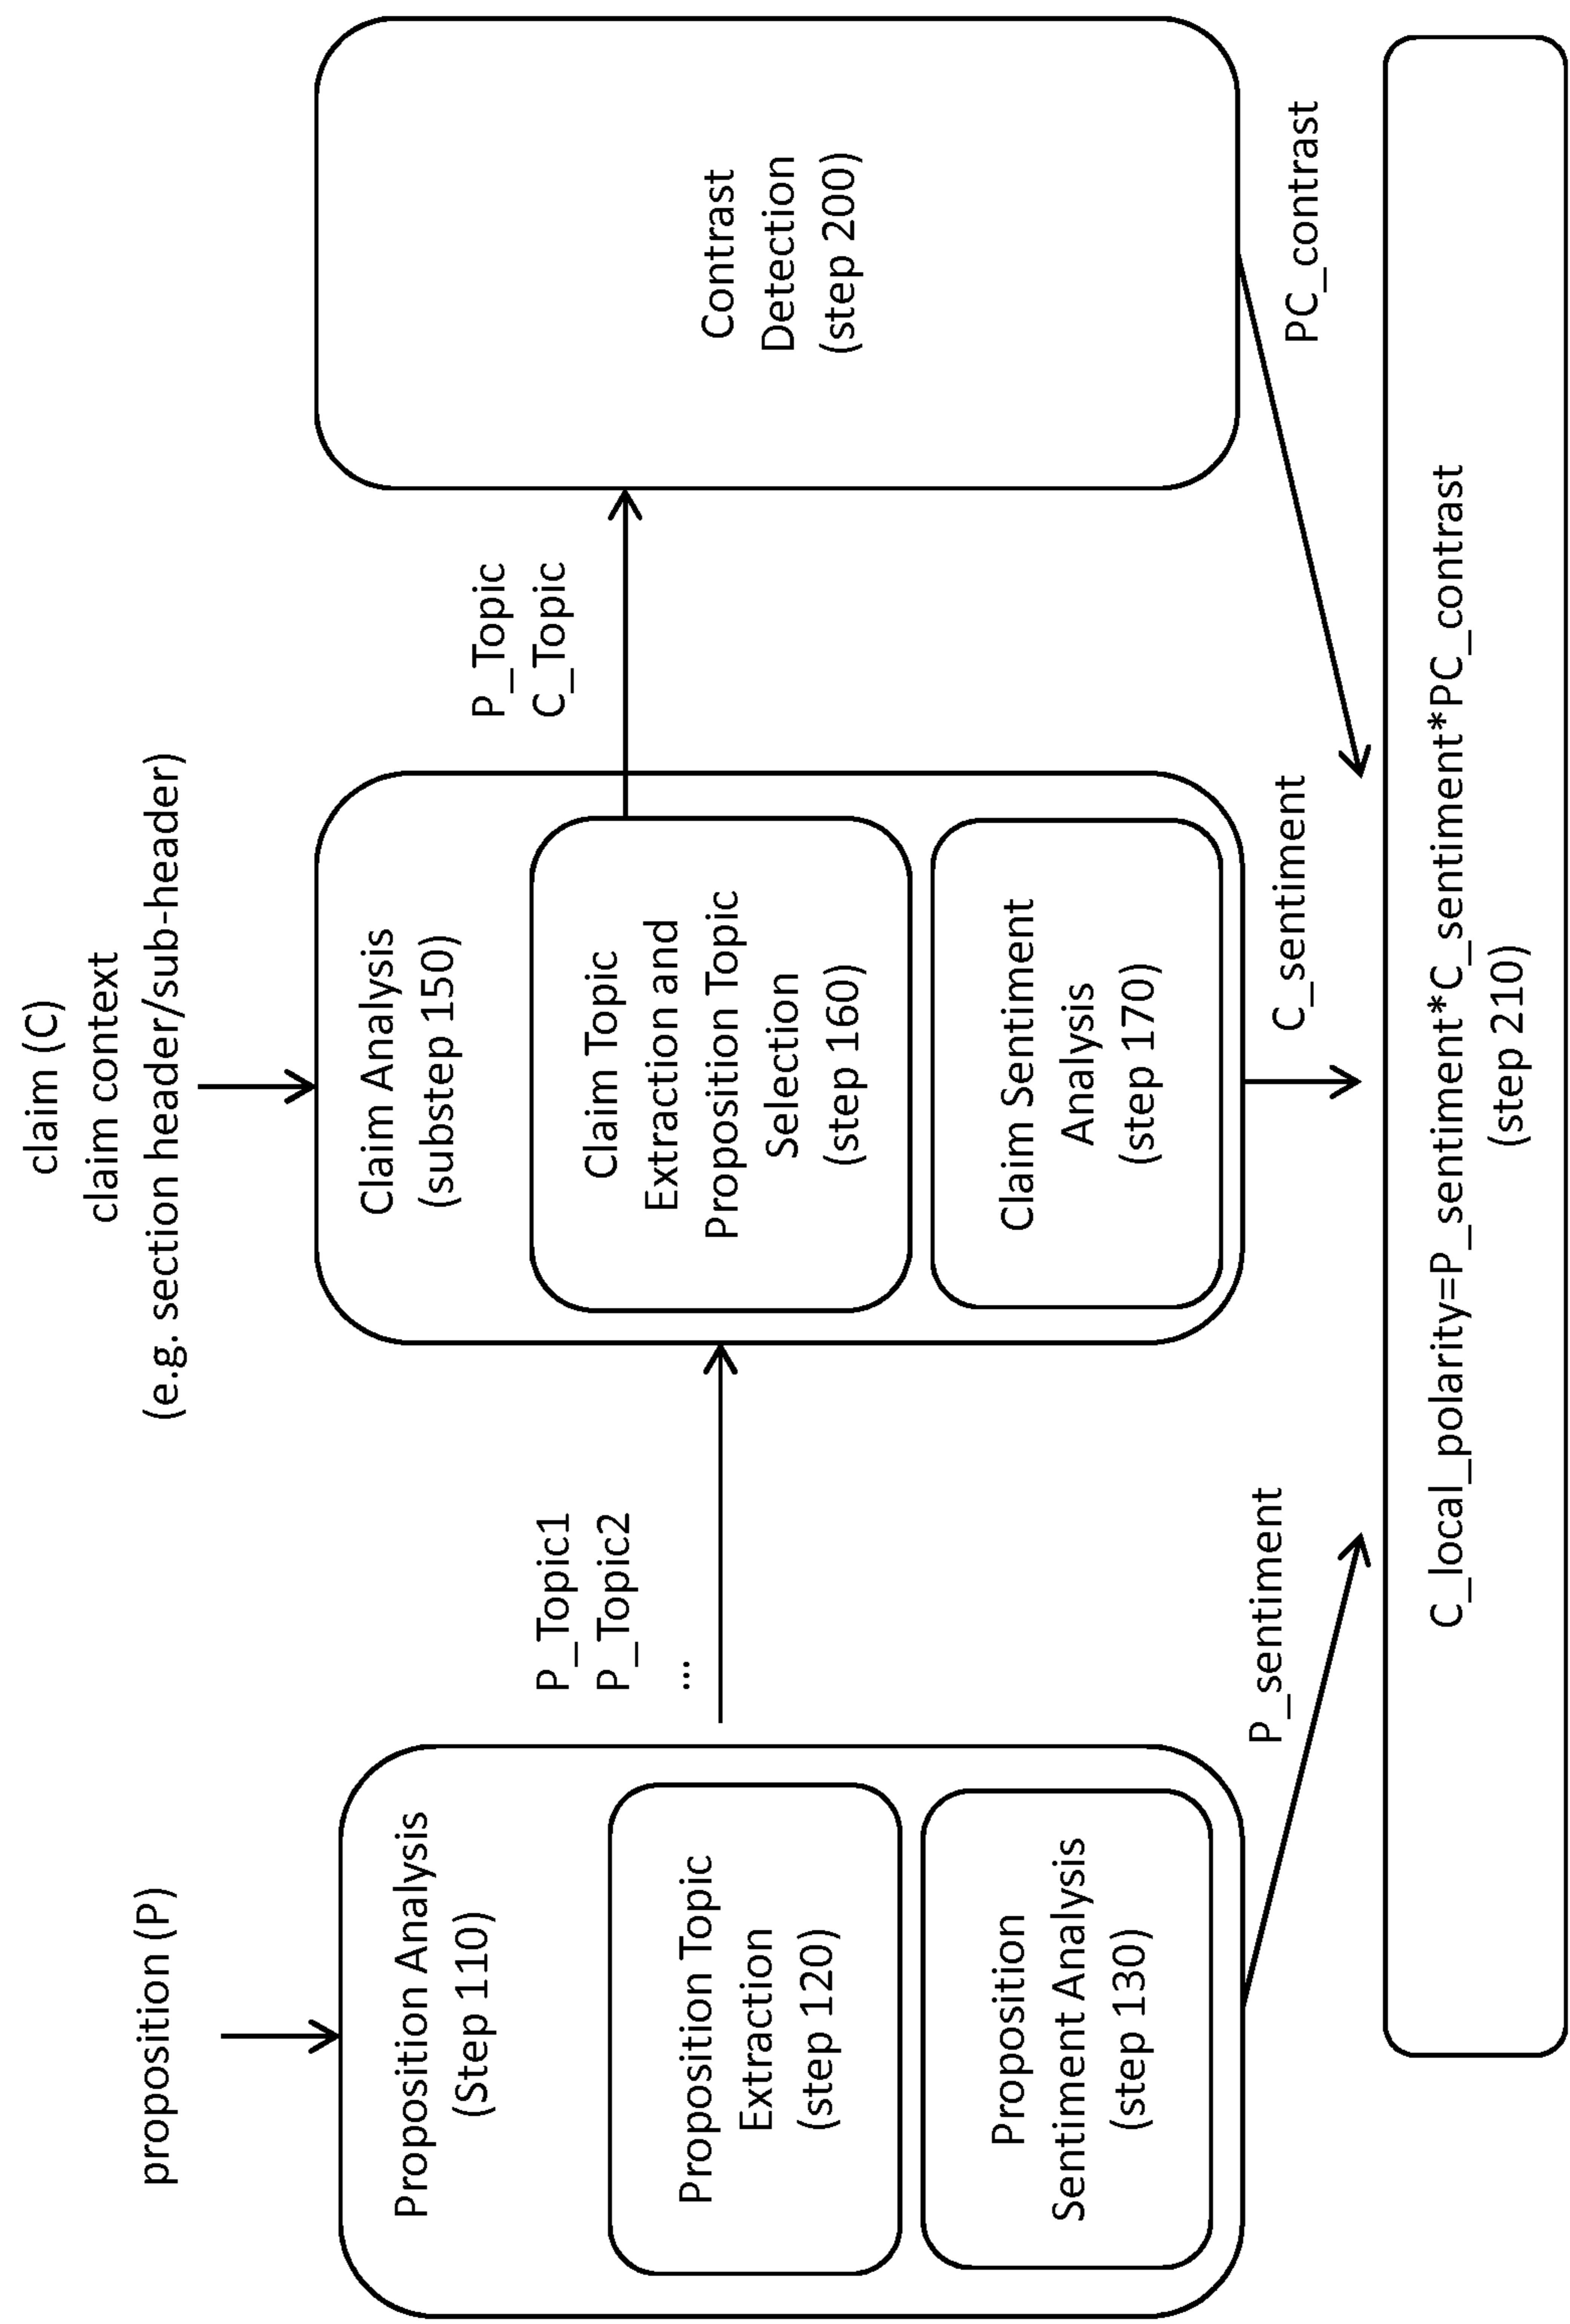 proposition (P)
Proposition Analysis
(Step 110)
Proposition Topic
Extraction
(step 120)
Proposition
Sentiment Analysis
(step 130)
P_Topic1
P_Topic2
...
P_sentiment
claim (C)
claim context
(e.g. section header/sub-header)
Claim Analysis
(substep 150)
Claim Topic
Extraction and
Proposition Topic
Selection
(step 160)
Claim Sentiment
Analysis
(step 170)
C_sentiment
P_Topic
C_Topic
Contrast
Detection
(step 200)
PC_contrast
C_local_polarity=P_sentiment*C_sentiment*PC_contrast
(step 210)